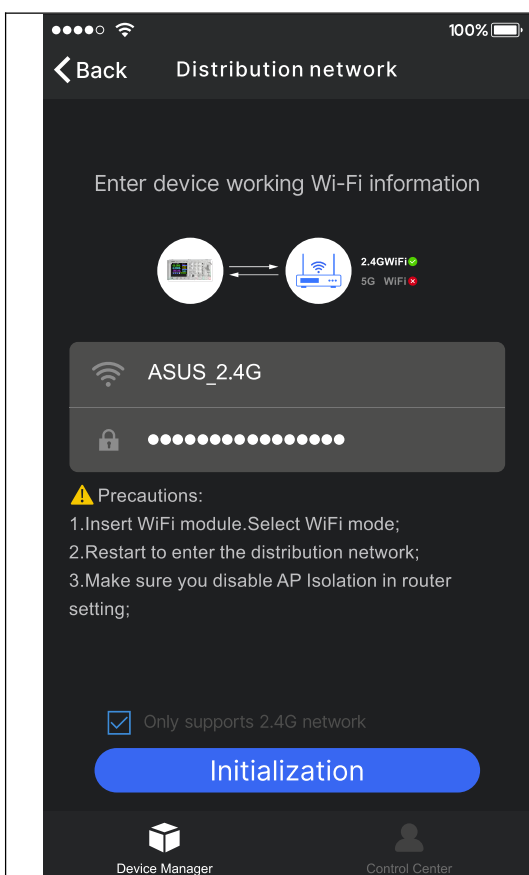 100%
Back Distribution network
Enter device working Wi-Fi information
2.4GWiFi
5G WiFi
ASUS_2.4G
●●●●●●●●●●●●●●●●
Precautions:
1.Insert WiFi module.Select WiFi mode;
2.Restart to enter the distribution network;
3.Make sure you disable AP Isolation in router
setting;
Only supports 2.4G network
Initialization
Device Manager Control Center